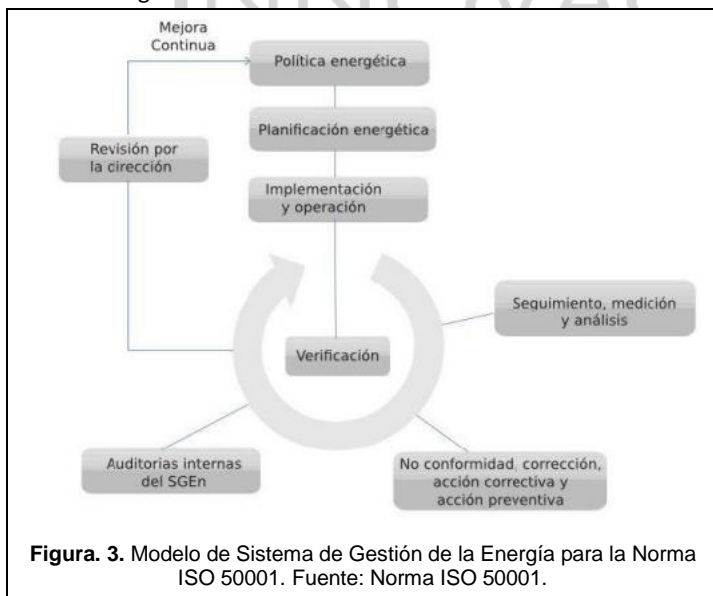 Mejora
Continua
Política energética
Planificación energética
Revisión por
la cirección
Implementación
y operación
Seguimiento, medición
y análisis
Verificación
Auditorias internas
del SGEn
No conformidad, corrección,
acción correctiva y
acción preventiva
Figura. 3. Modelo de Sistema de Gestión de la Energía para la Norma
ISO 50001. Fuente: Norma ISO 50001.